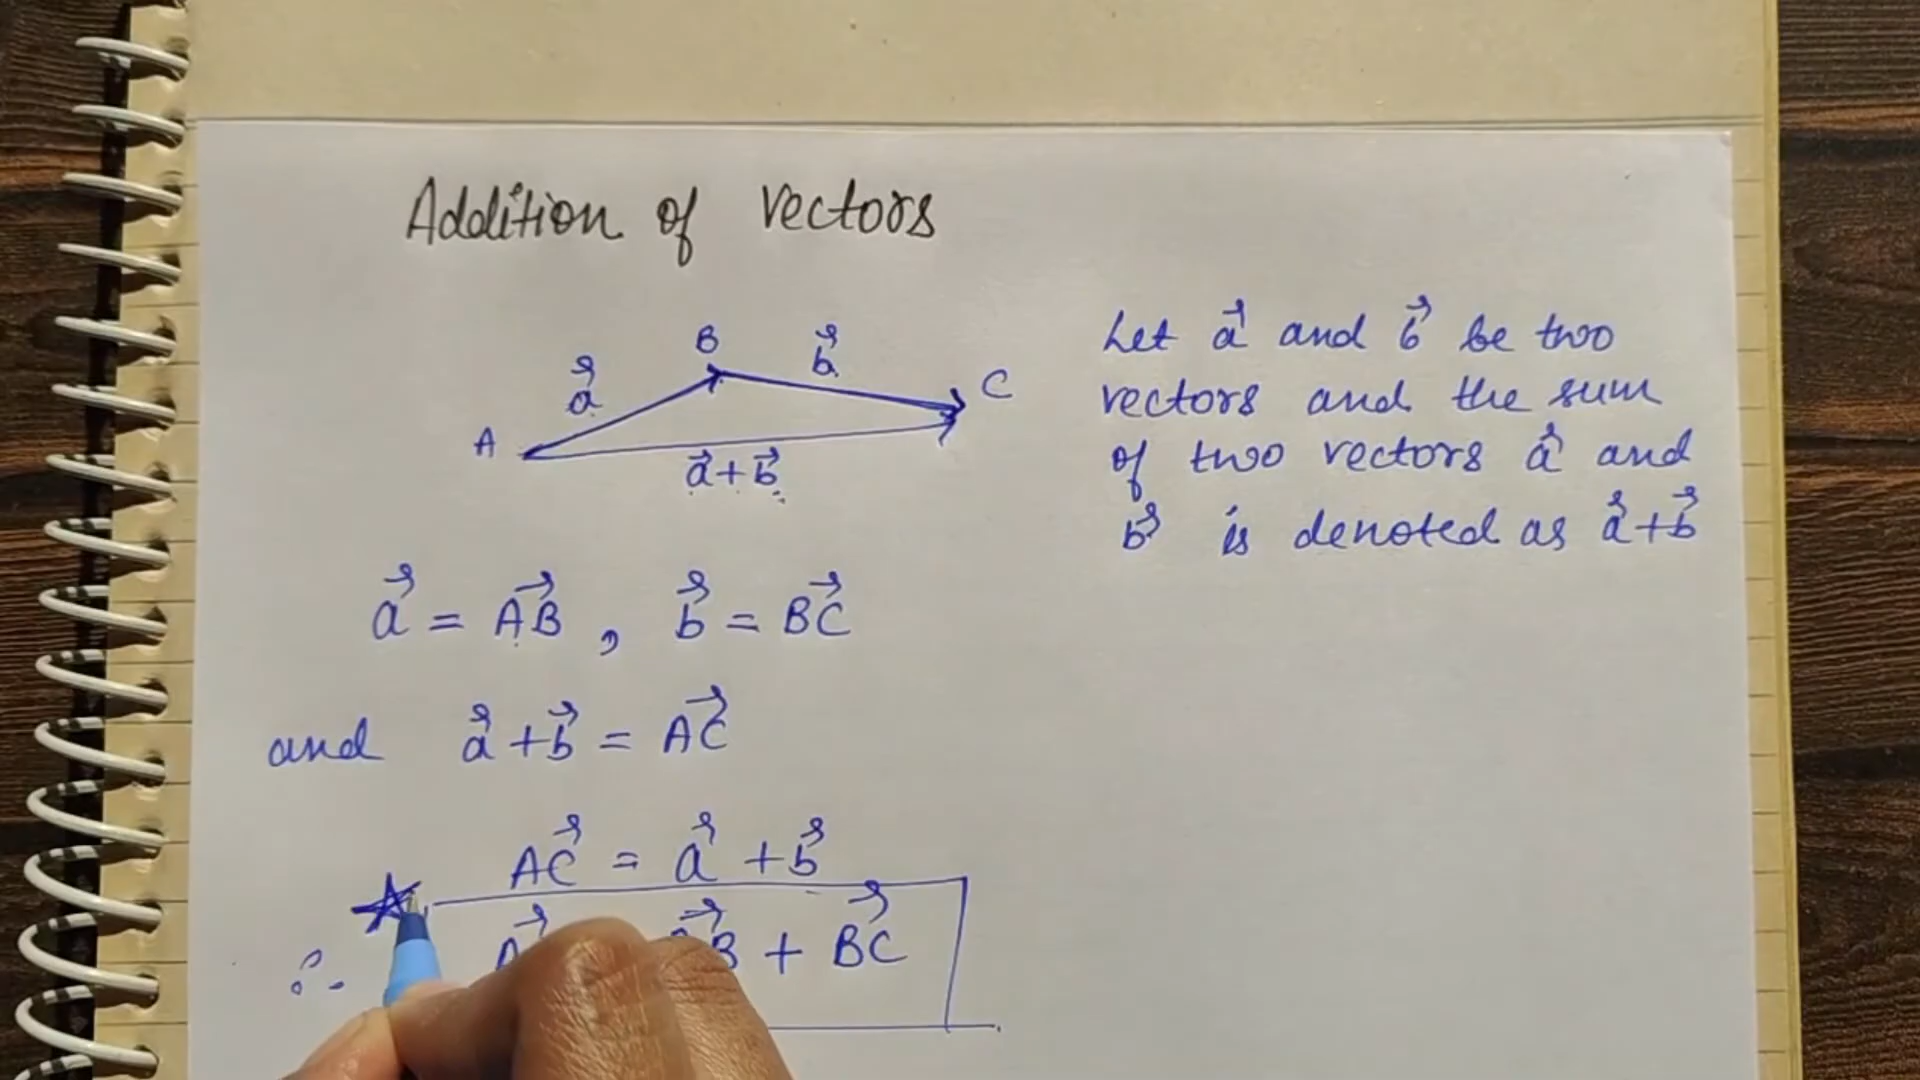 Addition of vectors
B
b⃗
a⃗
C
A
a⃗+b⃗
Let a⃗ and b⃗ be two
vectors and the sum
of two vectors a⃗ and
b⃗ is denoted as a⃗+b⃗
a⃗ = AB⃗ , b⃗ = BC⃗
and a⃗+b⃗ = AC⃗
AC⃗ = a⃗ + b⃗
∴ + BC⃗